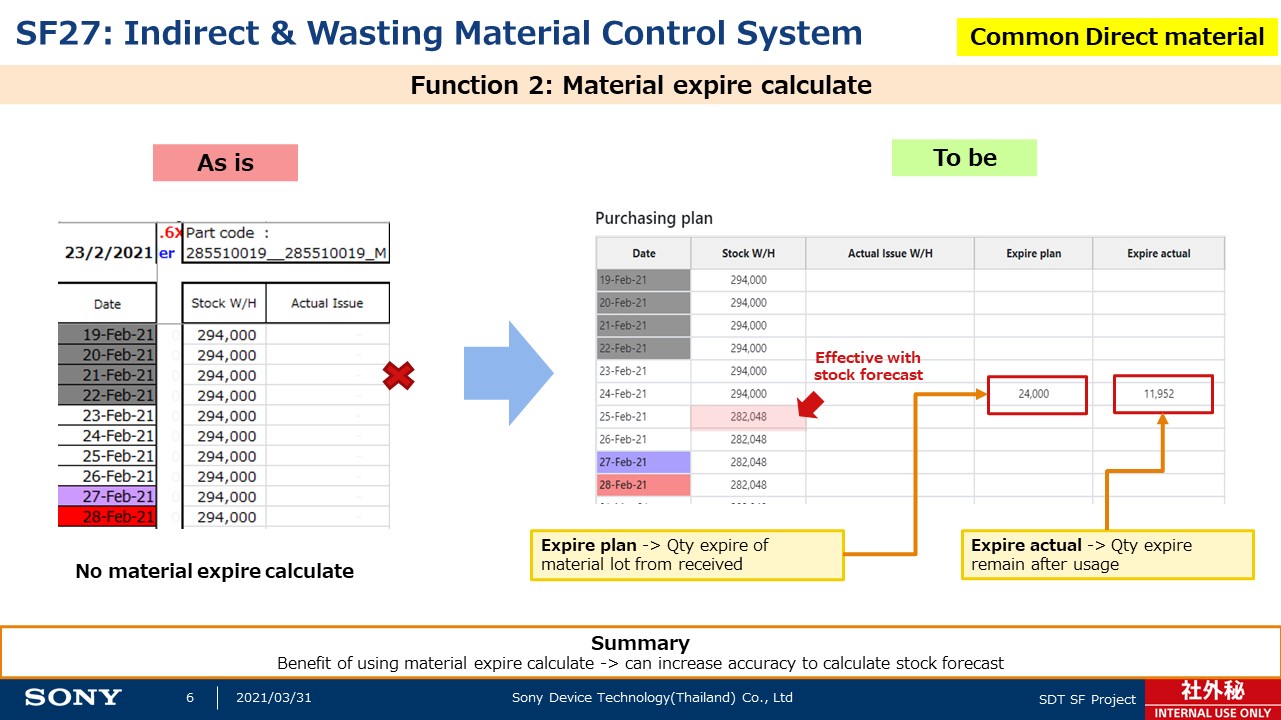 SF27: Indirect & Wasting Material Control System
Common Direct material
Function 2: Material expire calculate
As is
To be
23/2/2021
.6X
er
Part code :
285510019__285510019_M
Date Stock W/H Actual Issue
19-Feb-21 294,000
20-Feb-21 294,000
21-Feb-21 294,000
22-Feb-21 294,000
23-Feb-21 294,000
24-Feb-21 294,000
25-Feb-21 294,000
26-Feb-21 294,000
27-Feb-21 294,000
28-Feb-21 294,000
No material expire calculate
Purchasing plan
Date Stock W/H Actual Issue W/H Expire plan Expire actual
19-Feb-21 294,000
20-Feb-21 294,000
21-Feb-21 294,000
22-Feb-21 294,000
23-Feb-21 294,000
24-Feb-21 294,000 24,000 11,952
25-Feb-21 282,048
26-Feb-21 282,048
27-Feb-21 282,048
28-Feb-21 282,048
Effective with
stock forecast
Expire plan -> Qty expire of
material lot from received
Expire actual -> Qty expire
remain after usage
Summary
Benefit of using material expire calculate -> can increase accuracy to calculate stock forecast
SONY 6 2021/03/31 Sony Device Technology(Thailand) Co., Ltd SDT SF Project
社外秘
INTERNAL USE ONLY